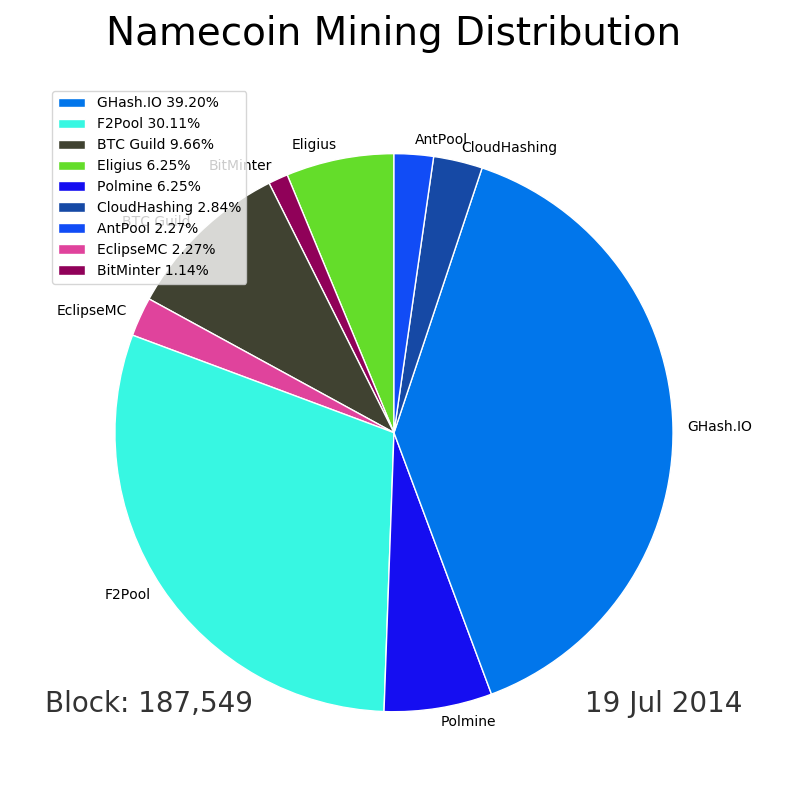 Namecoin Mining Distribution
GHash.IO 39.20%
F2Pool 30.11%
BTC Guild 9.66%
Eligius 6.25%
Polmine 6.25%
CloudHashing 2.84%
AntPool 2.27%
EclipseMC 2.27%
BitMinter 1.14%
AntPool
CloudHashing
Eligius
BitMinter
BTC Guild
EclipseMC
GHash.IO
F2Pool
Polmine
Block: 187,549
19 Jul 2014